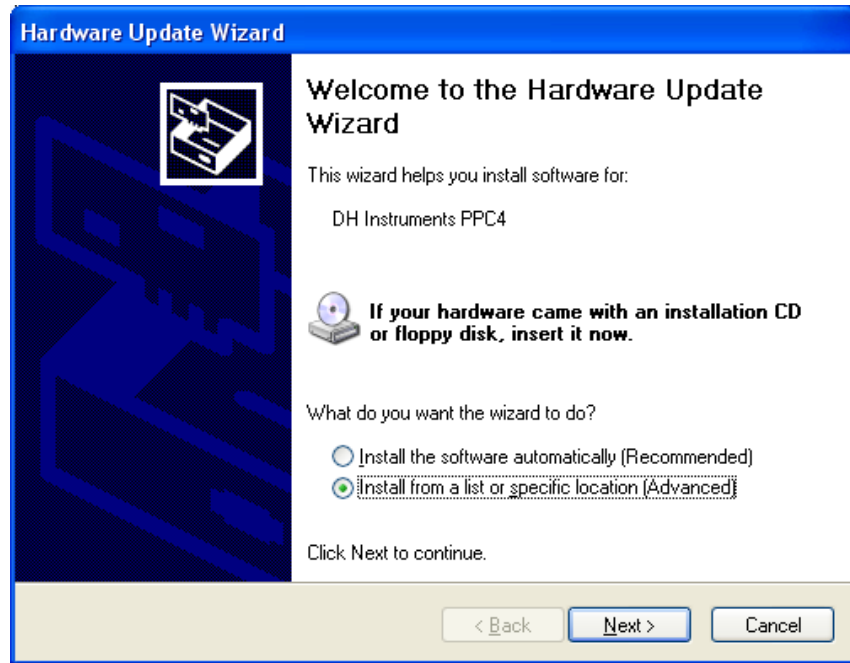 Hardware Update Wizard
Welcome to the Hardware Update
Wizard
This wizard helps you install software for:
DH Instruments PPC4
If your hardware came with an installation CD
or floppy disk, insert it now.
What do you want the wizard to do?
Install the software automatically (Recommended)
Install from a list or specific location (Advanced)
Click Next to continue.
< Back Next > Cancel